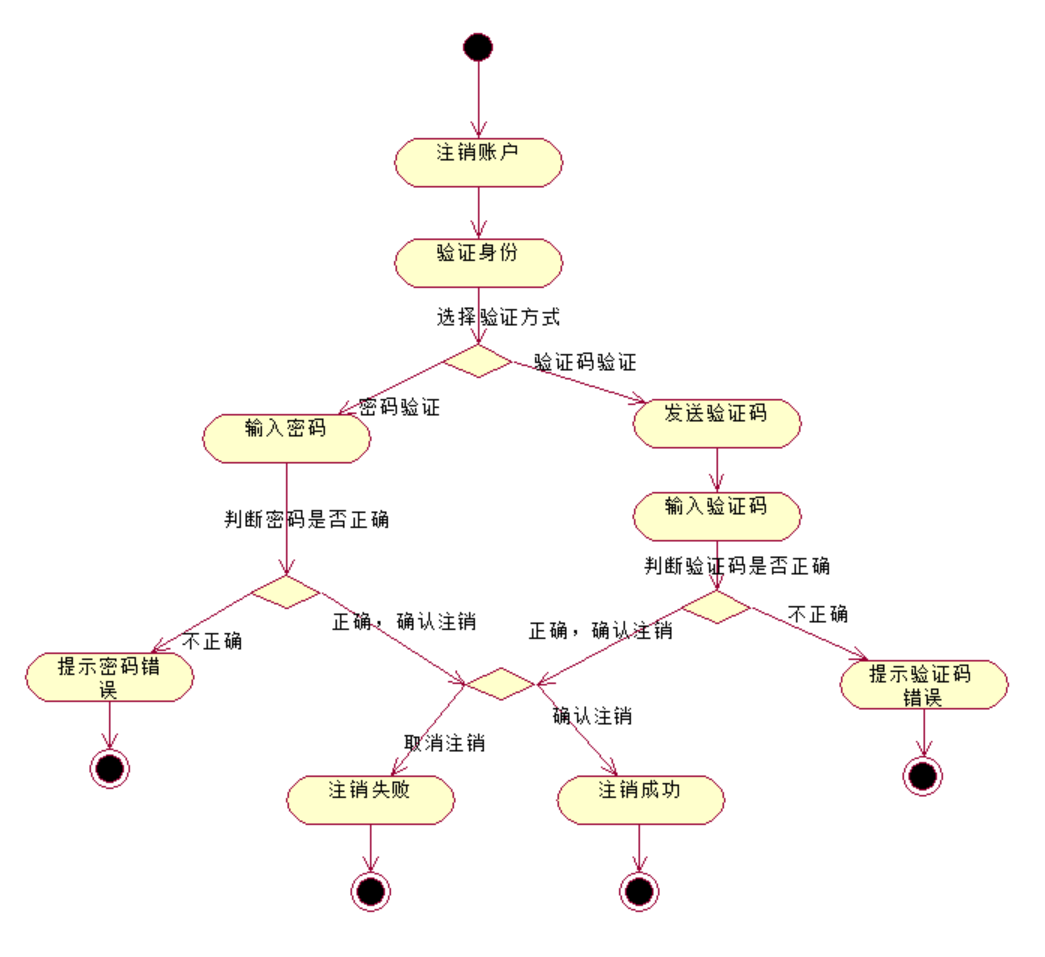 注销账户
验证身份
选择验证方式
验证码验证
密码验证
发送验证码
输入密码
输入验证码
判断密码是否正确
判断验证码是否正确
不正确
正确，确认注销
正确，确认注销
不正确
提示密码错
误
提示验证码
错误
确认注销
取消注销
注销失败
注销成功